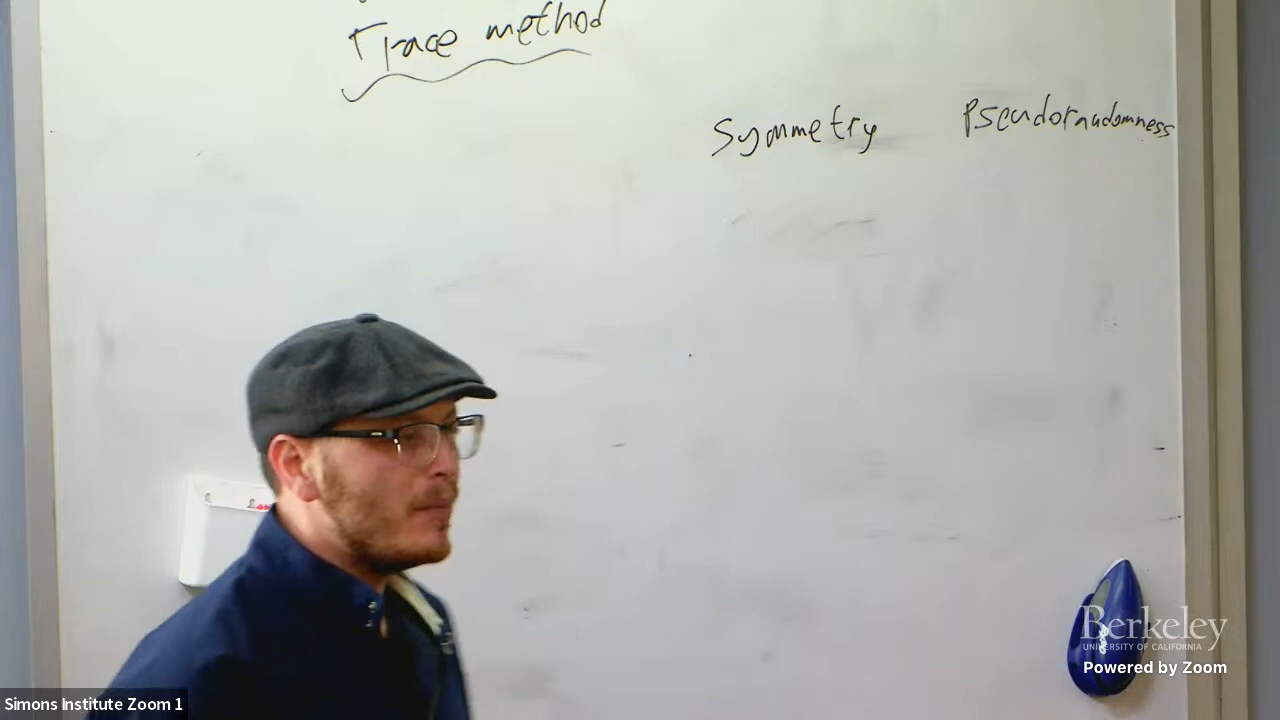 Trace method
Symmetry
Pseudorandomness
Berkeley
UNIVERSITY OF CALIFORNIA
Powered by Zoom
Simons Institute Zoom 1